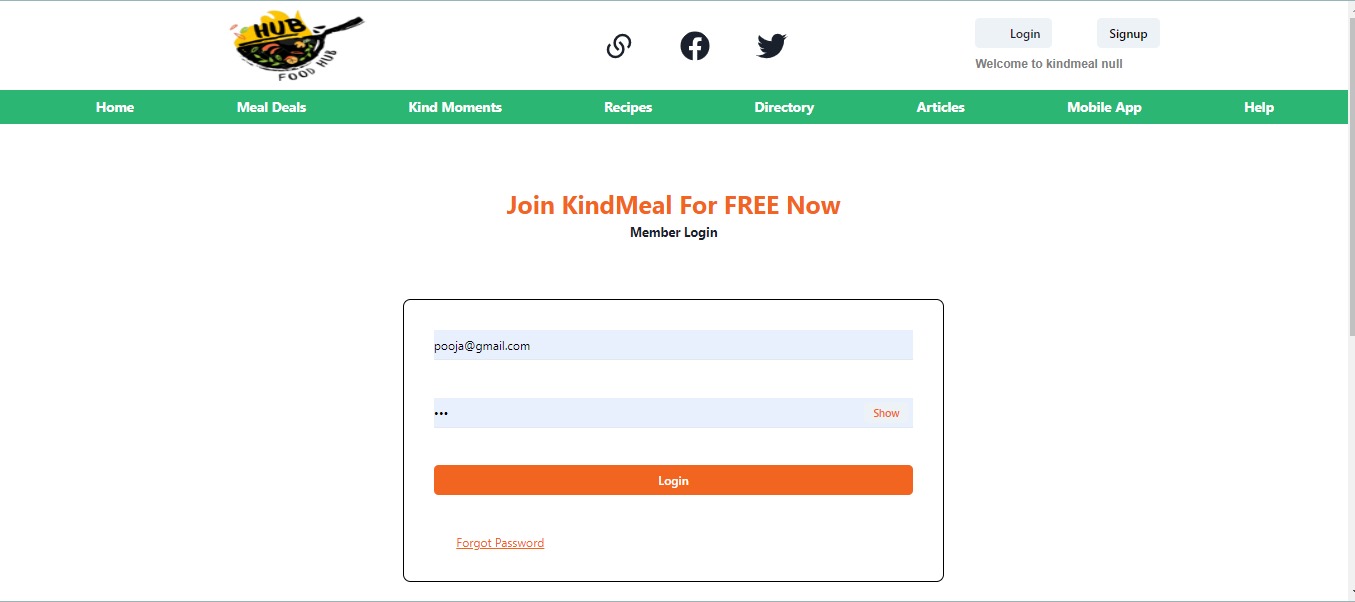 HUB
FOOD HUB
Login
Signup
Welcome to kindmeal null
Home
Meal Deals
Kind Moments
Recipes
Directory
Articles
Mobile App
Help
Join KindMeal For FREE Now
Member Login
pooja@gmail.com
•••
Show
Login
Forgot Password